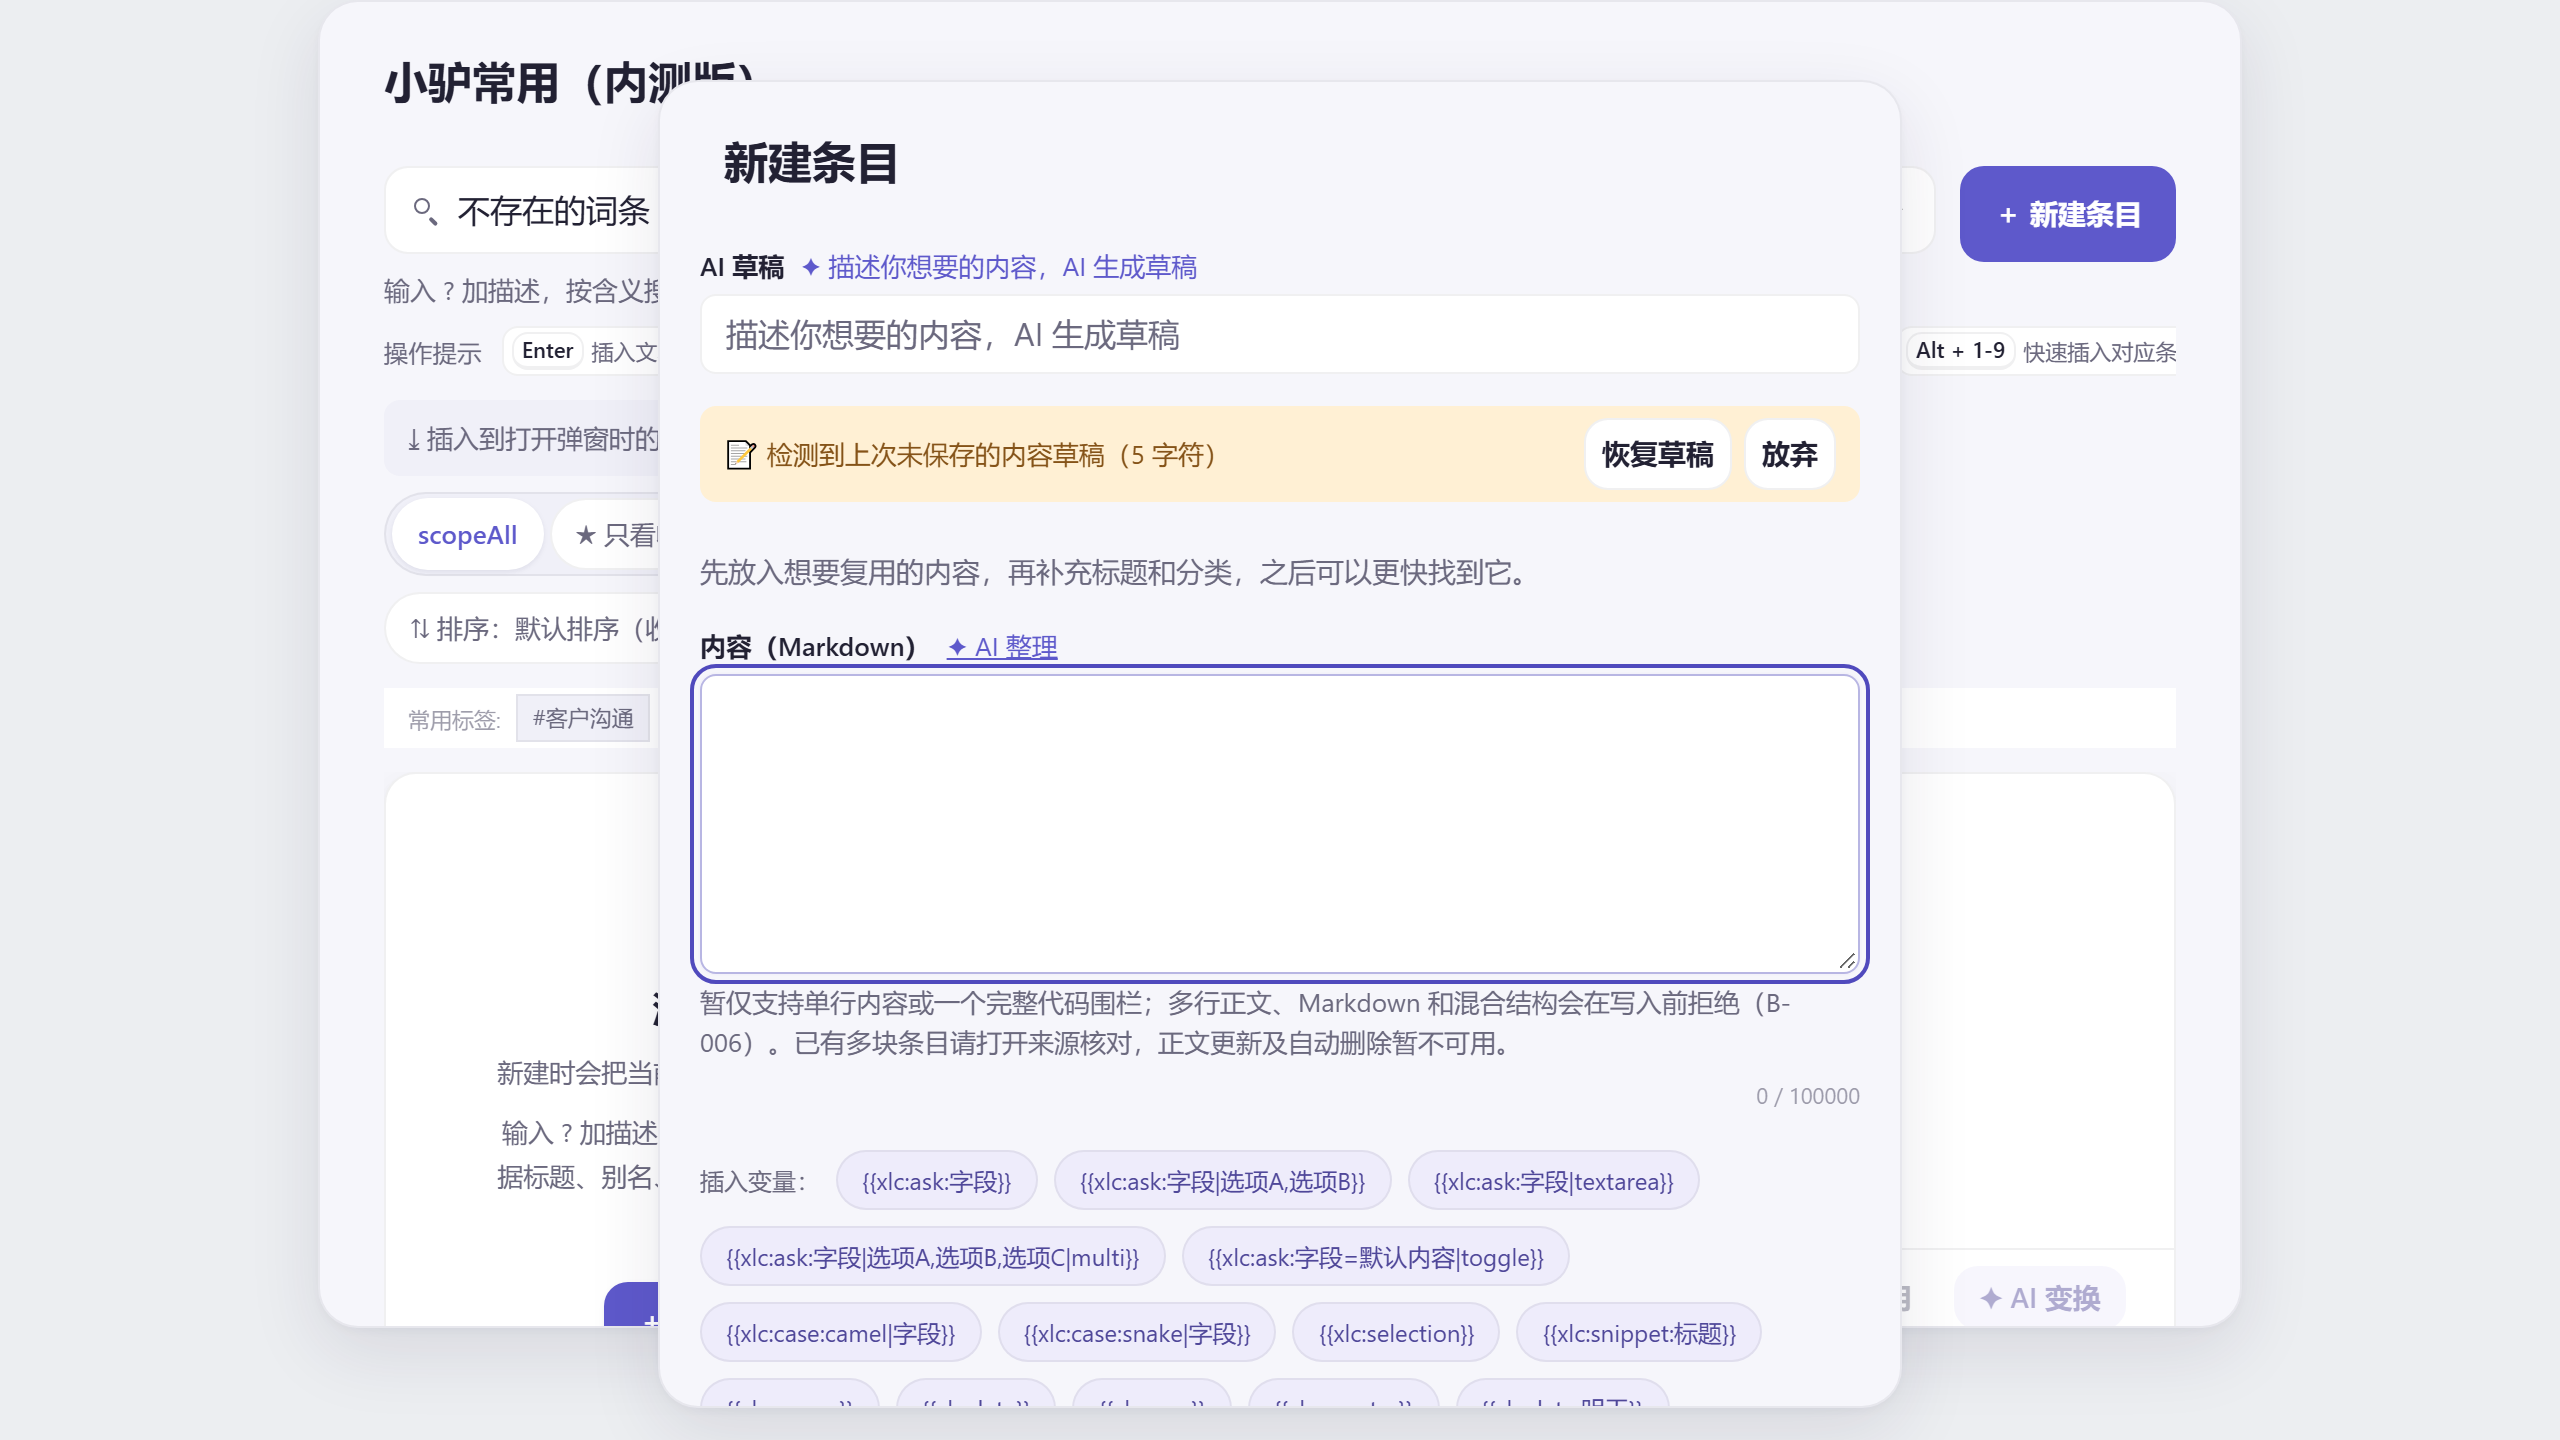 小驴常用（内测版）
不存在的词条
+ 新建条目
输入 ? 加描述，按含义搜
操作提示 Enter 插入文
Alt + 1-9 快速插入对应条
插入到打开弹窗时的
scopeAll
★ 只看
排序：默认排序（收
常用标签: #客户沟通
新建时会把当前
输入 ? 加描述
据标题、别名、
AI 变换
新建条目
AI 草稿 ✦ 描述你想要的内容，AI 生成草稿
描述你想要的内容，AI 生成草稿
检测到上次未保存的内容草稿（5 字符）
恢复草稿 放弃
先放入想要复用的内容，再补充标题和分类，之后可以更快找到它。
内容（Markdown） ✦ AI 整理
暂仅支持单行内容或一个完整代码围栏；多行正文、Markdown 和混合结构会在写入前拒绝（B-
006）。已有多块条目请打开来源核对，正文更新及自动删除暂不可用。
0 / 100000
插入变量： {{xlc:ask:字段}} {{xlc:ask:字段|选项A,选项B}} {{xlc:ask:字段|textarea}}
{{xlc:ask:字段|选项A,选项B,选项C|multi}} {{xlc:ask:字段=默认内容|toggle}}
{{xlc:case:camel|字段}} {{xlc:case:snake|字段}} {{xlc:selection}} {{xlc:snippet:标题}}